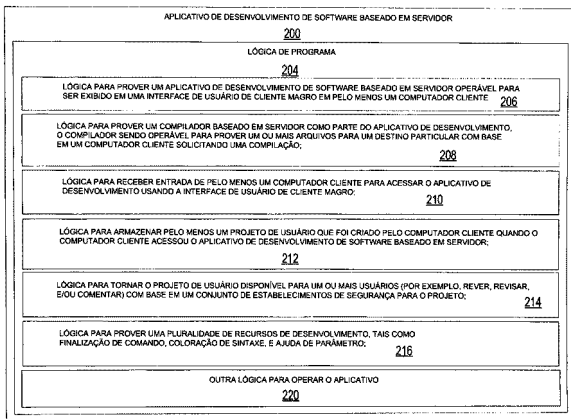 APLICATIVO DE DESENVOLVIMENTO DE SOFTWARE BASEADO EM SERVIDOR
200
LÓGICA DE PROGRAMA
204
LÓGICA PARA PROVER UM APLICATIVO DE DESENVOLVIMENTO DE SOFTWARE BASEADO EM SERVIDOR OPERÁVEL PARA
SER EXIBIDO EM UMA INTERFACE DE USUÁRIO DE CLIENTE MAGRO EM PELO MENOS UM COMPUTADOR CLIENTE 206
LÓGICA PARA PROVER UM COMPILADOR BASEADO EM SERVIDOR COMO PARTE DO APLICATIVO DE DESENVOLVIMENTO,
O COMPILADOR SENDO OPERÁVEL PARA PROVER UM OU MAIS ARQUIVOS PARA UM DESTINO PARTICULAR COM BASE
EM UM COMPUTADOR CLIENTE SOLICITANDO UMA COMPILAÇÃO;
208
LÓGICA PARA RECEBER ENTRADA DE PELO MENOS UM COMPUTADOR CLIENTE PARA ACESSAR O APLICATIVO DE
DESENVOLVIMENTO USANDO A INTERFACE DE USUÁRIO DE CLIENTE MAGRO;
210
LÓGICA PARA ARMAZENAR PELO MENOS UM PROJETO DE USUÁRIO QUE FOI CRIADO PELO COMPUTADOR CLIENTE QUANDO O
COMPUTADOR CLIENTE ACESSOU O APLICATIVO DE DESENVOLVIMENTO DE SOFTWARE BASEADO EM SERVIDOR;
212
LÓGICA PARA TORNAR O PROJETO DE USUÁRIO DISPONÍVEL PARA UM OU MAIS USUÁRIOS (POR EXEMPLO, REVER, REVISAR,
E/OU COMENTAR) COM BASE EM UM CONJUNTO DE ESTABELECIMENTOS DE SEGURANÇA PARA O PROJETO;
214
LÓGICA PARA PROVER UMA PLURALIDADE DE RECURSOS DE DESENVOLVIMENTO, TAIS COMO
FINALIZAÇÃO DE COMANDO, COLORAÇÃO DE SINTAXE, E AJUDA DE PARÂMETRO;
216
OUTRA LÓGICA PARA OPERAR O APLICATIVO
220